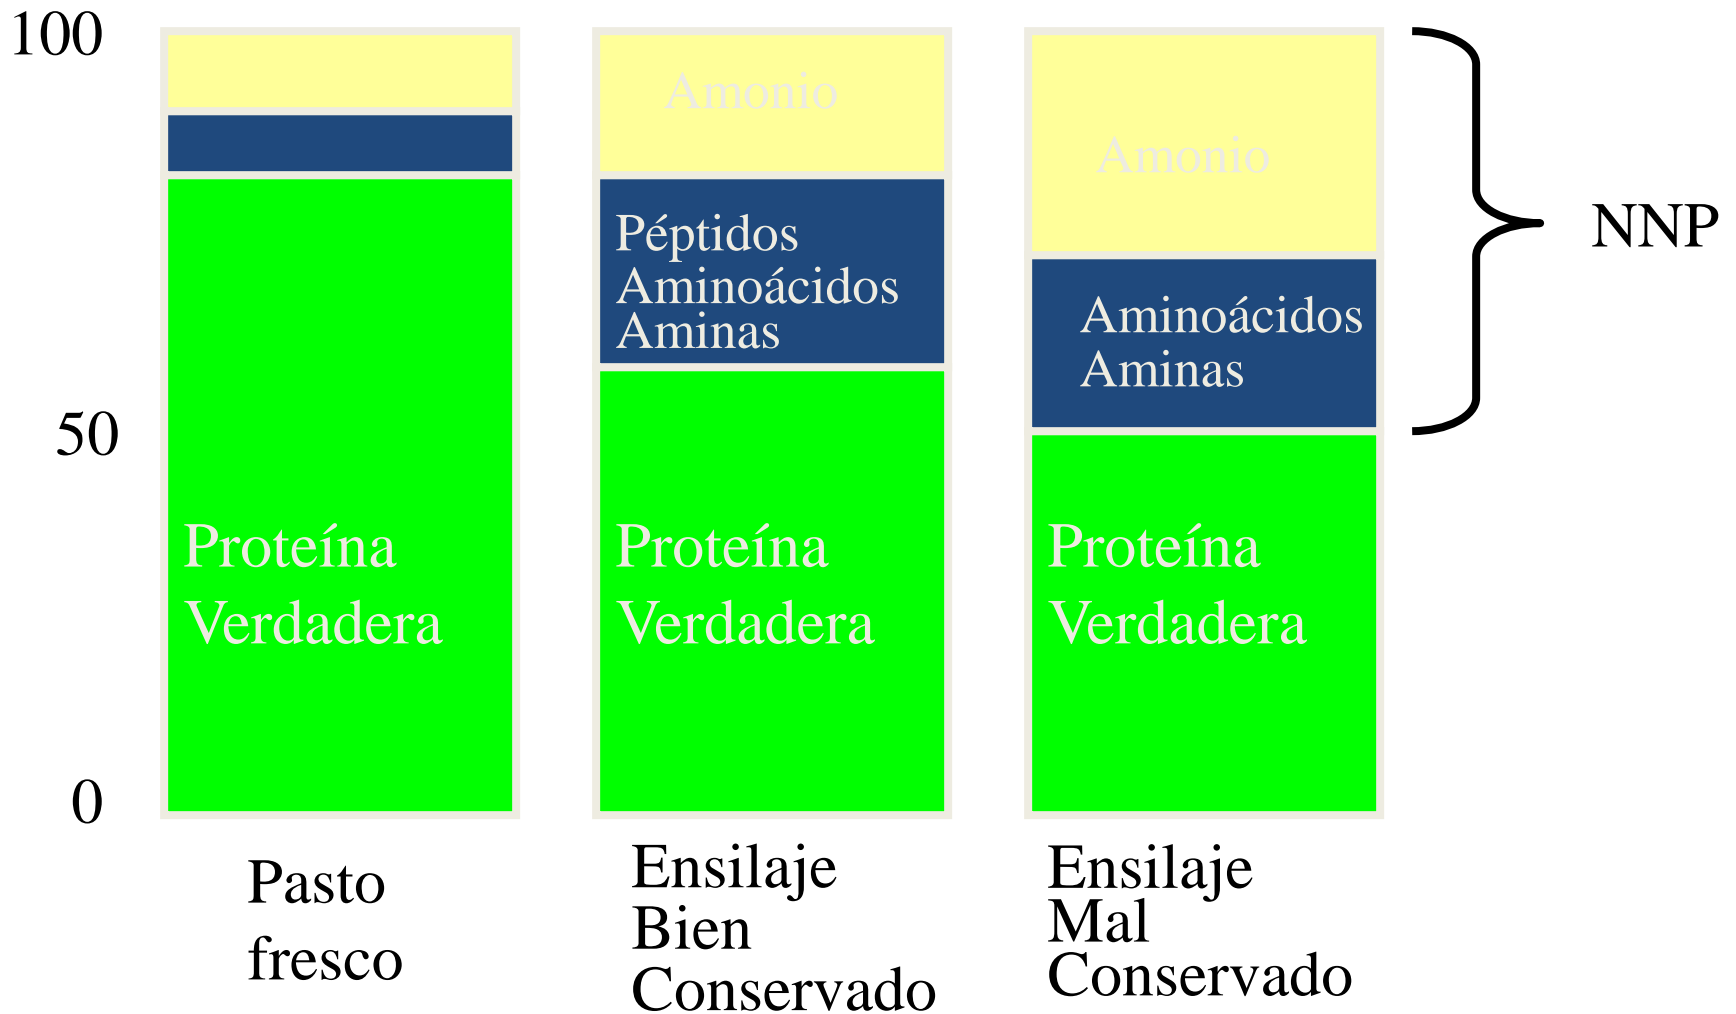 100
50
0
Proteína
Verdadera
Pasto
fresco
Amonio
Péptidos
Aminoácidos
Aminas
Proteína
Verdadera
Ensilaje
Bien
Conservado
Amonio
Aminoácidos
Aminas
Proteína
Verdadera
Ensilaje
Mal
Conservado
NNP